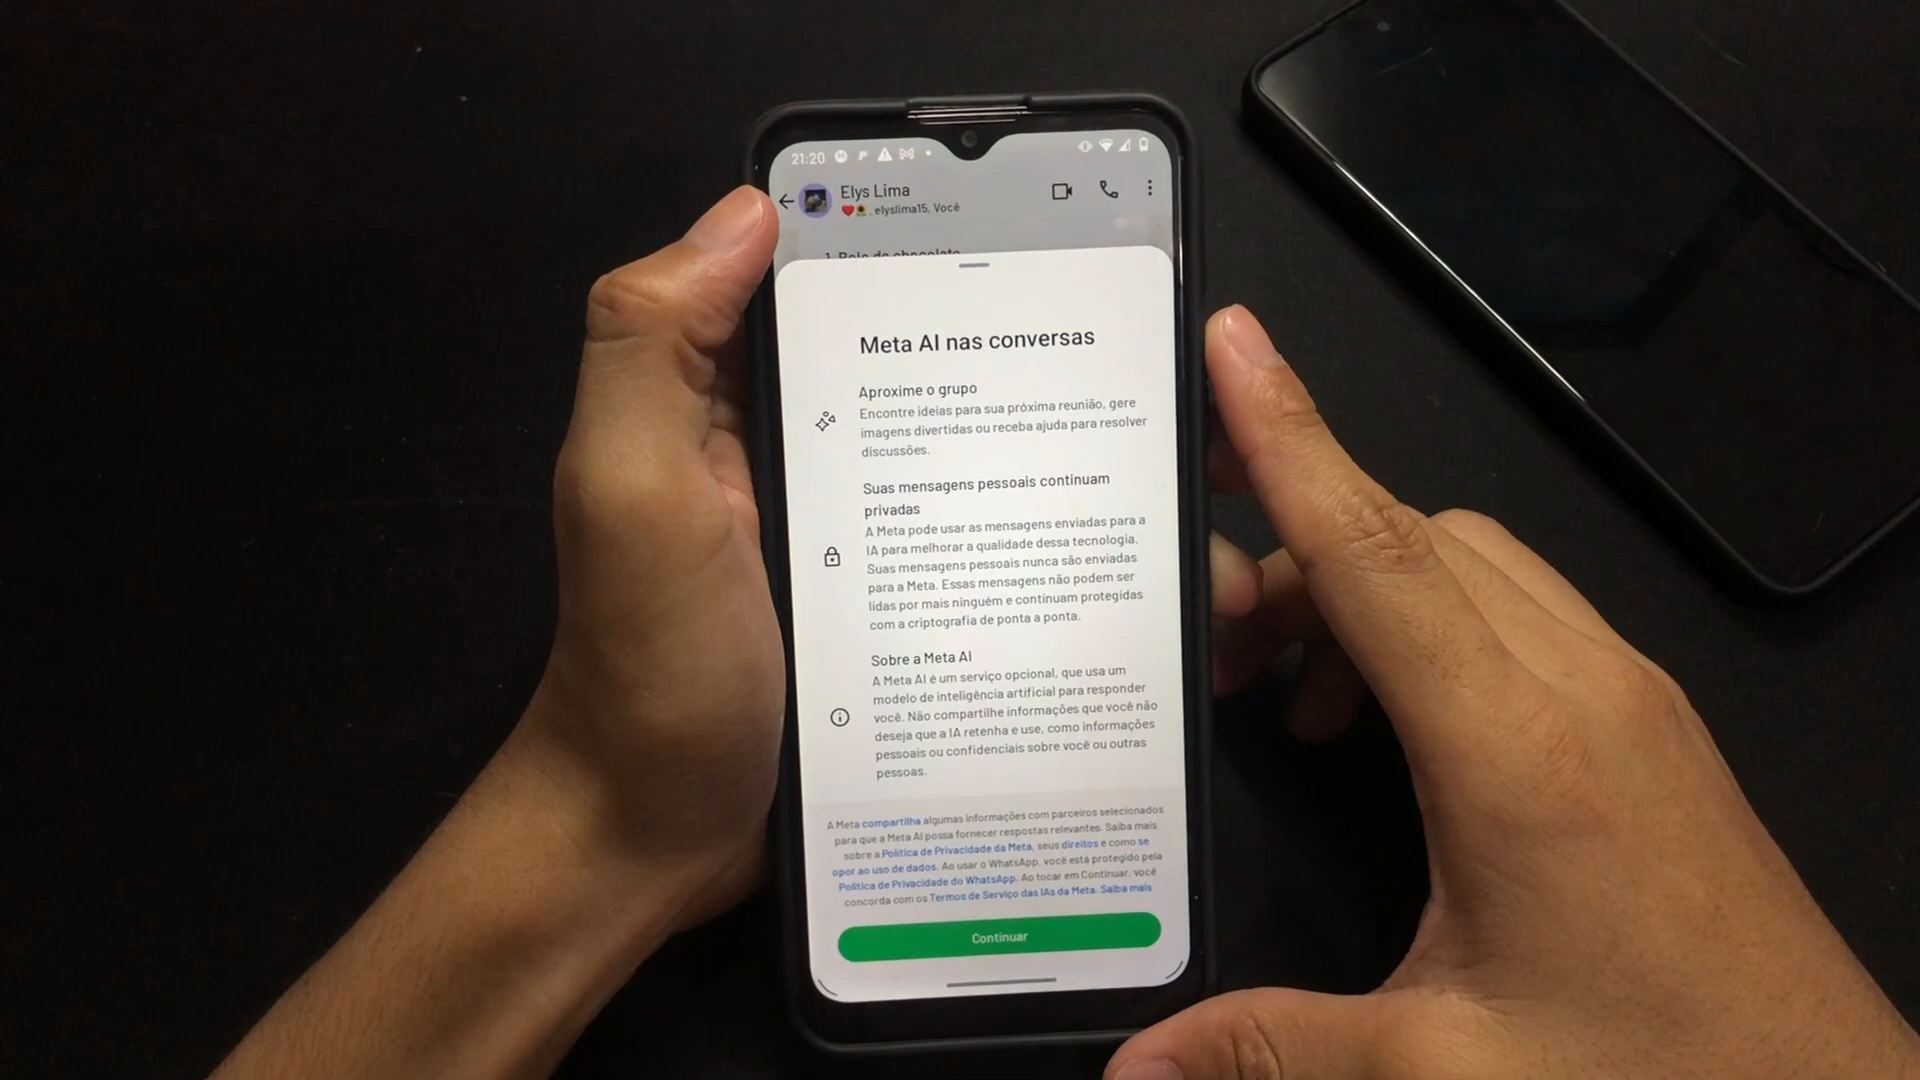 21:20
Elys Lima
❤️🌻, elyslima15, Você
1. Bolo de chocolate
Meta AI nas conversas
Aproxime o grupo
Encontre ideias para sua próxima reunião, gere
imagens divertidas ou receba ajuda para resolver
discussões.
Suas mensagens pessoais continuam
privadas
A Meta pode usar as mensagens enviadas para a
IA para melhorar a qualidade dessa tecnologia.
Suas mensagens pessoais nunca são enviadas
para a Meta. Essas mensagens não podem ser
lidas por mais ninguém e continuam protegidas
com a criptografia de ponta a ponta.
Sobre a Meta AI
A Meta AI é um serviço opcional, que usa um
modelo de inteligência artificial para responder
você. Não compartilhe informações que você não
deseja que a IA retenha e use, como informações
pessoais ou confidenciais sobre você ou outras
pessoas.
A Meta compartilha algumas informações com parceiros selecionados
para que a Meta AI possa fornecer respostas relevantes. Saiba mais
sobre a Política de Privacidade da Meta, seus direitos e como se
opor ao uso de dados. Ao usar o WhatsApp, você está protegido pela
Política de Privacidade do WhatsApp. Ao tocar em Continuar, você
concorda com os Termos de Serviço das IAs da Meta. Saiba mais
Continuar